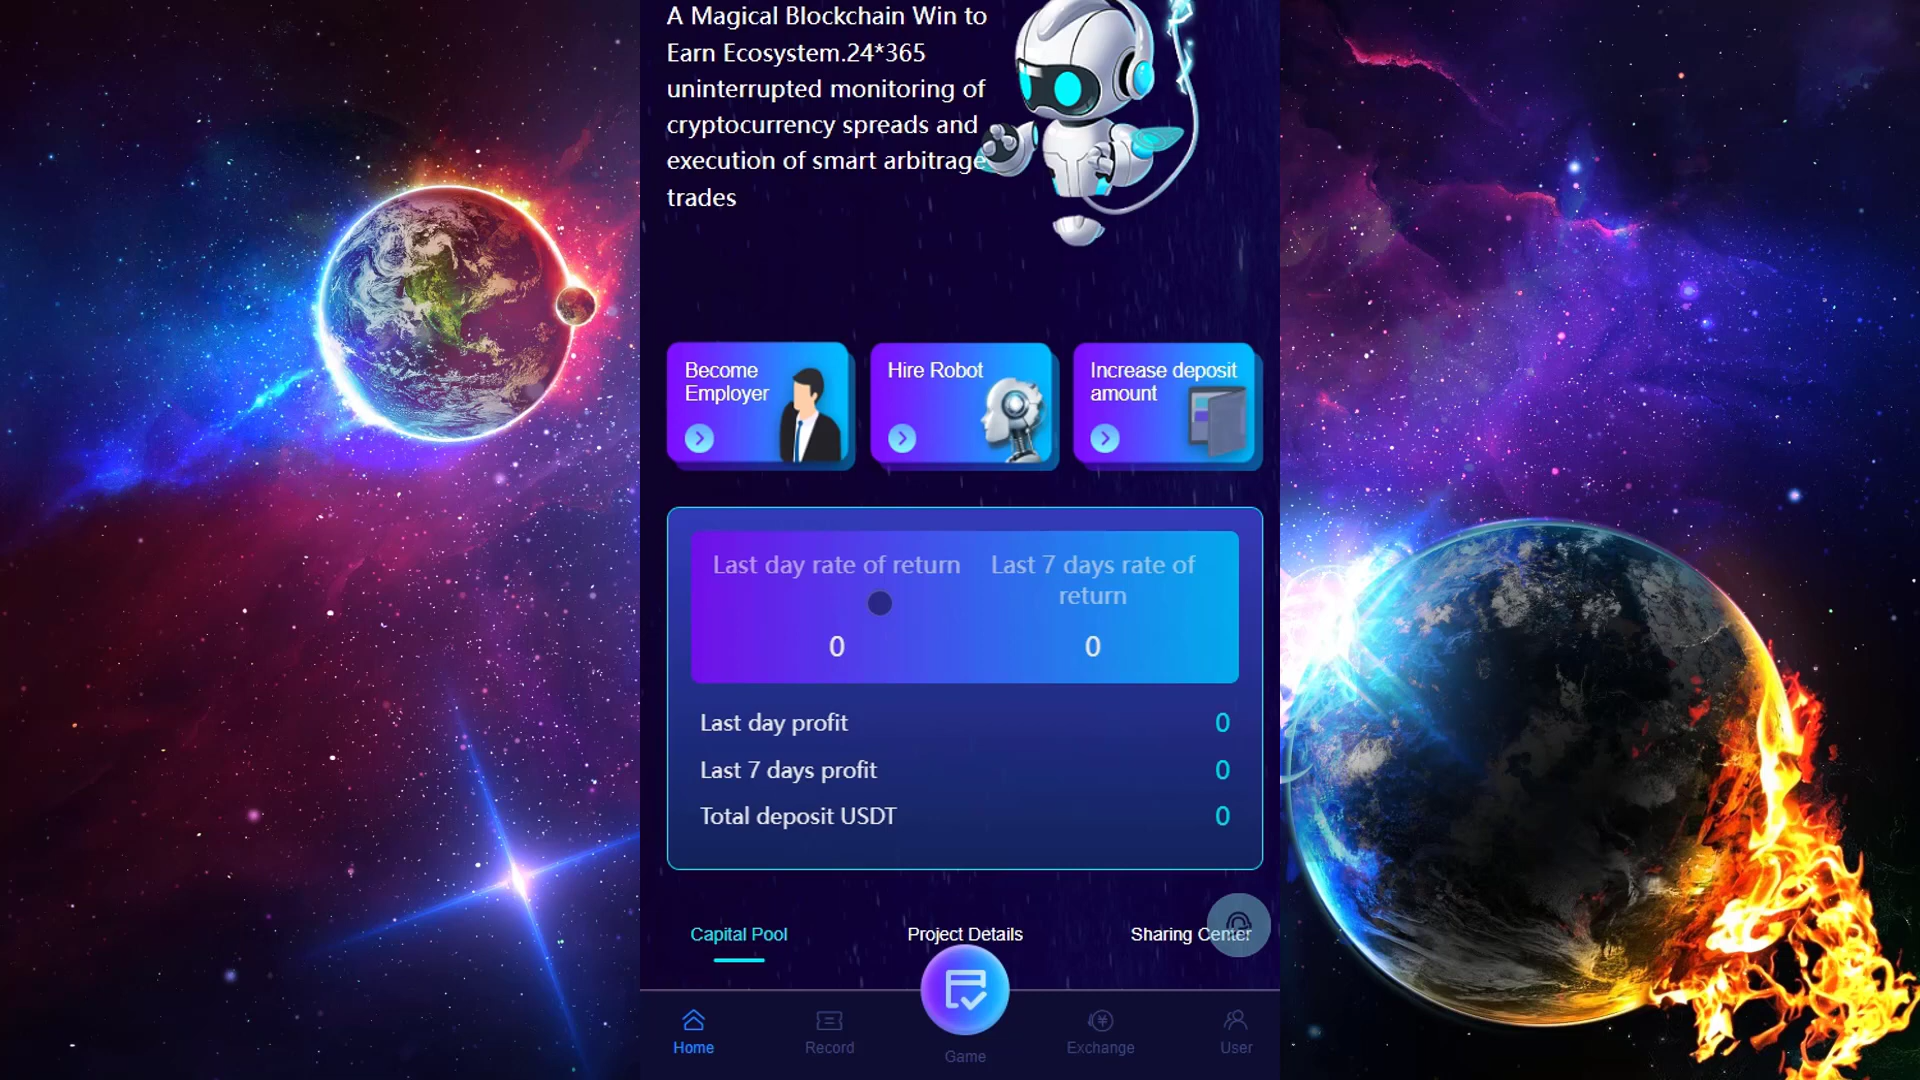 A Magical Blockchain Win to
Earn Ecosystem.24*365
uninterrupted monitoring of
cryptocurrency spreads and
execution of smart arbitrage
trades
Become
Employer
Hire Robot
Increase deposit
amount
Last day rate of return
0
Last 7 days rate of
return
0
Last day profit 0
Last 7 days profit 0
Total deposit USDT 0
Capital Pool
Project Details
Sharing Center
Home
Record
Game
Exchange
User